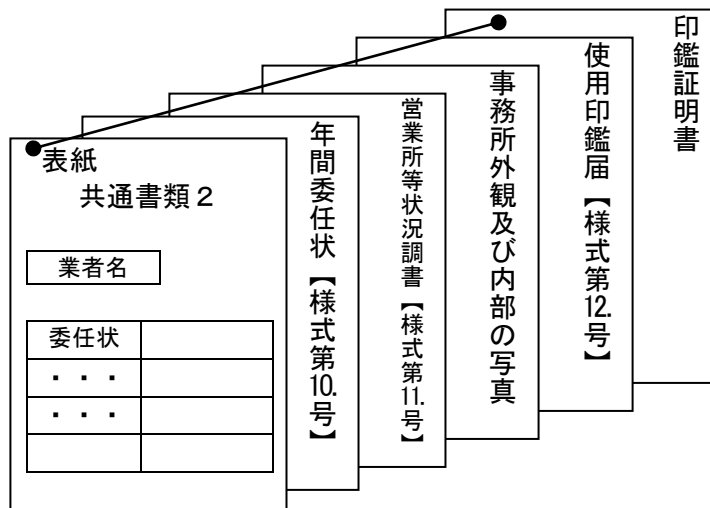 表紙
共通書類２
業者名
委任状
・・・
・・・
年間委任状【様式第10.号】
営業所等状況調書【様式第11.号】
事務所外観及び内部の写真
使用印鑑届【様式第12.号】
印鑑証明書